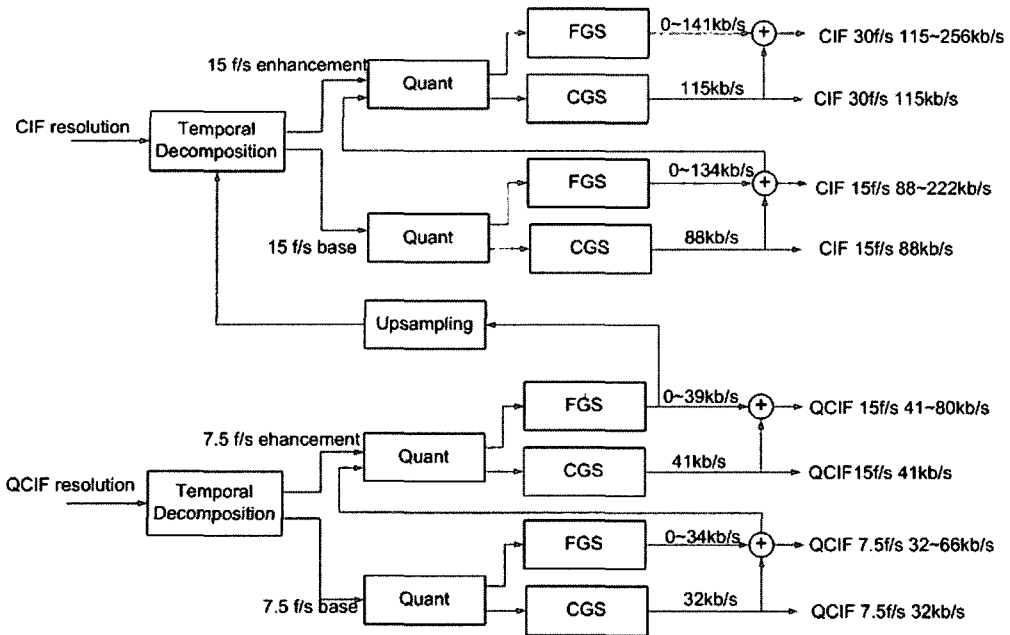 FGS
0~141kb/s
+
CIF 30f/s 115~256kb/s
15 f/s enhancement
Quant
CGS
115kb/s
CIF 30f/s 115kb/s
CIF resolution
Temporal
Decomposition
FGS
0~134kb/s
+
CIF 15f/s 88~222kb/s
15 f/s base
Quant
CGS
88kb/s
CIF 15f/s 88kb/s
Upsampling
FGS
0~39kb/s
+
QCIF 15f/s 41~80kb/s
7.5 f/s ehancement
Quant
CGS
41kb/s
QCIF15f/s 41kb/s
QCIF resolution
Temporal
Decomposition
FGS
0~34kb/s
+
QCIF 7.5f/s 32~66kb/s
7.5 f/s base
Quant
CGS
32kb/s
QCIF 7.5f/s 32kb/s